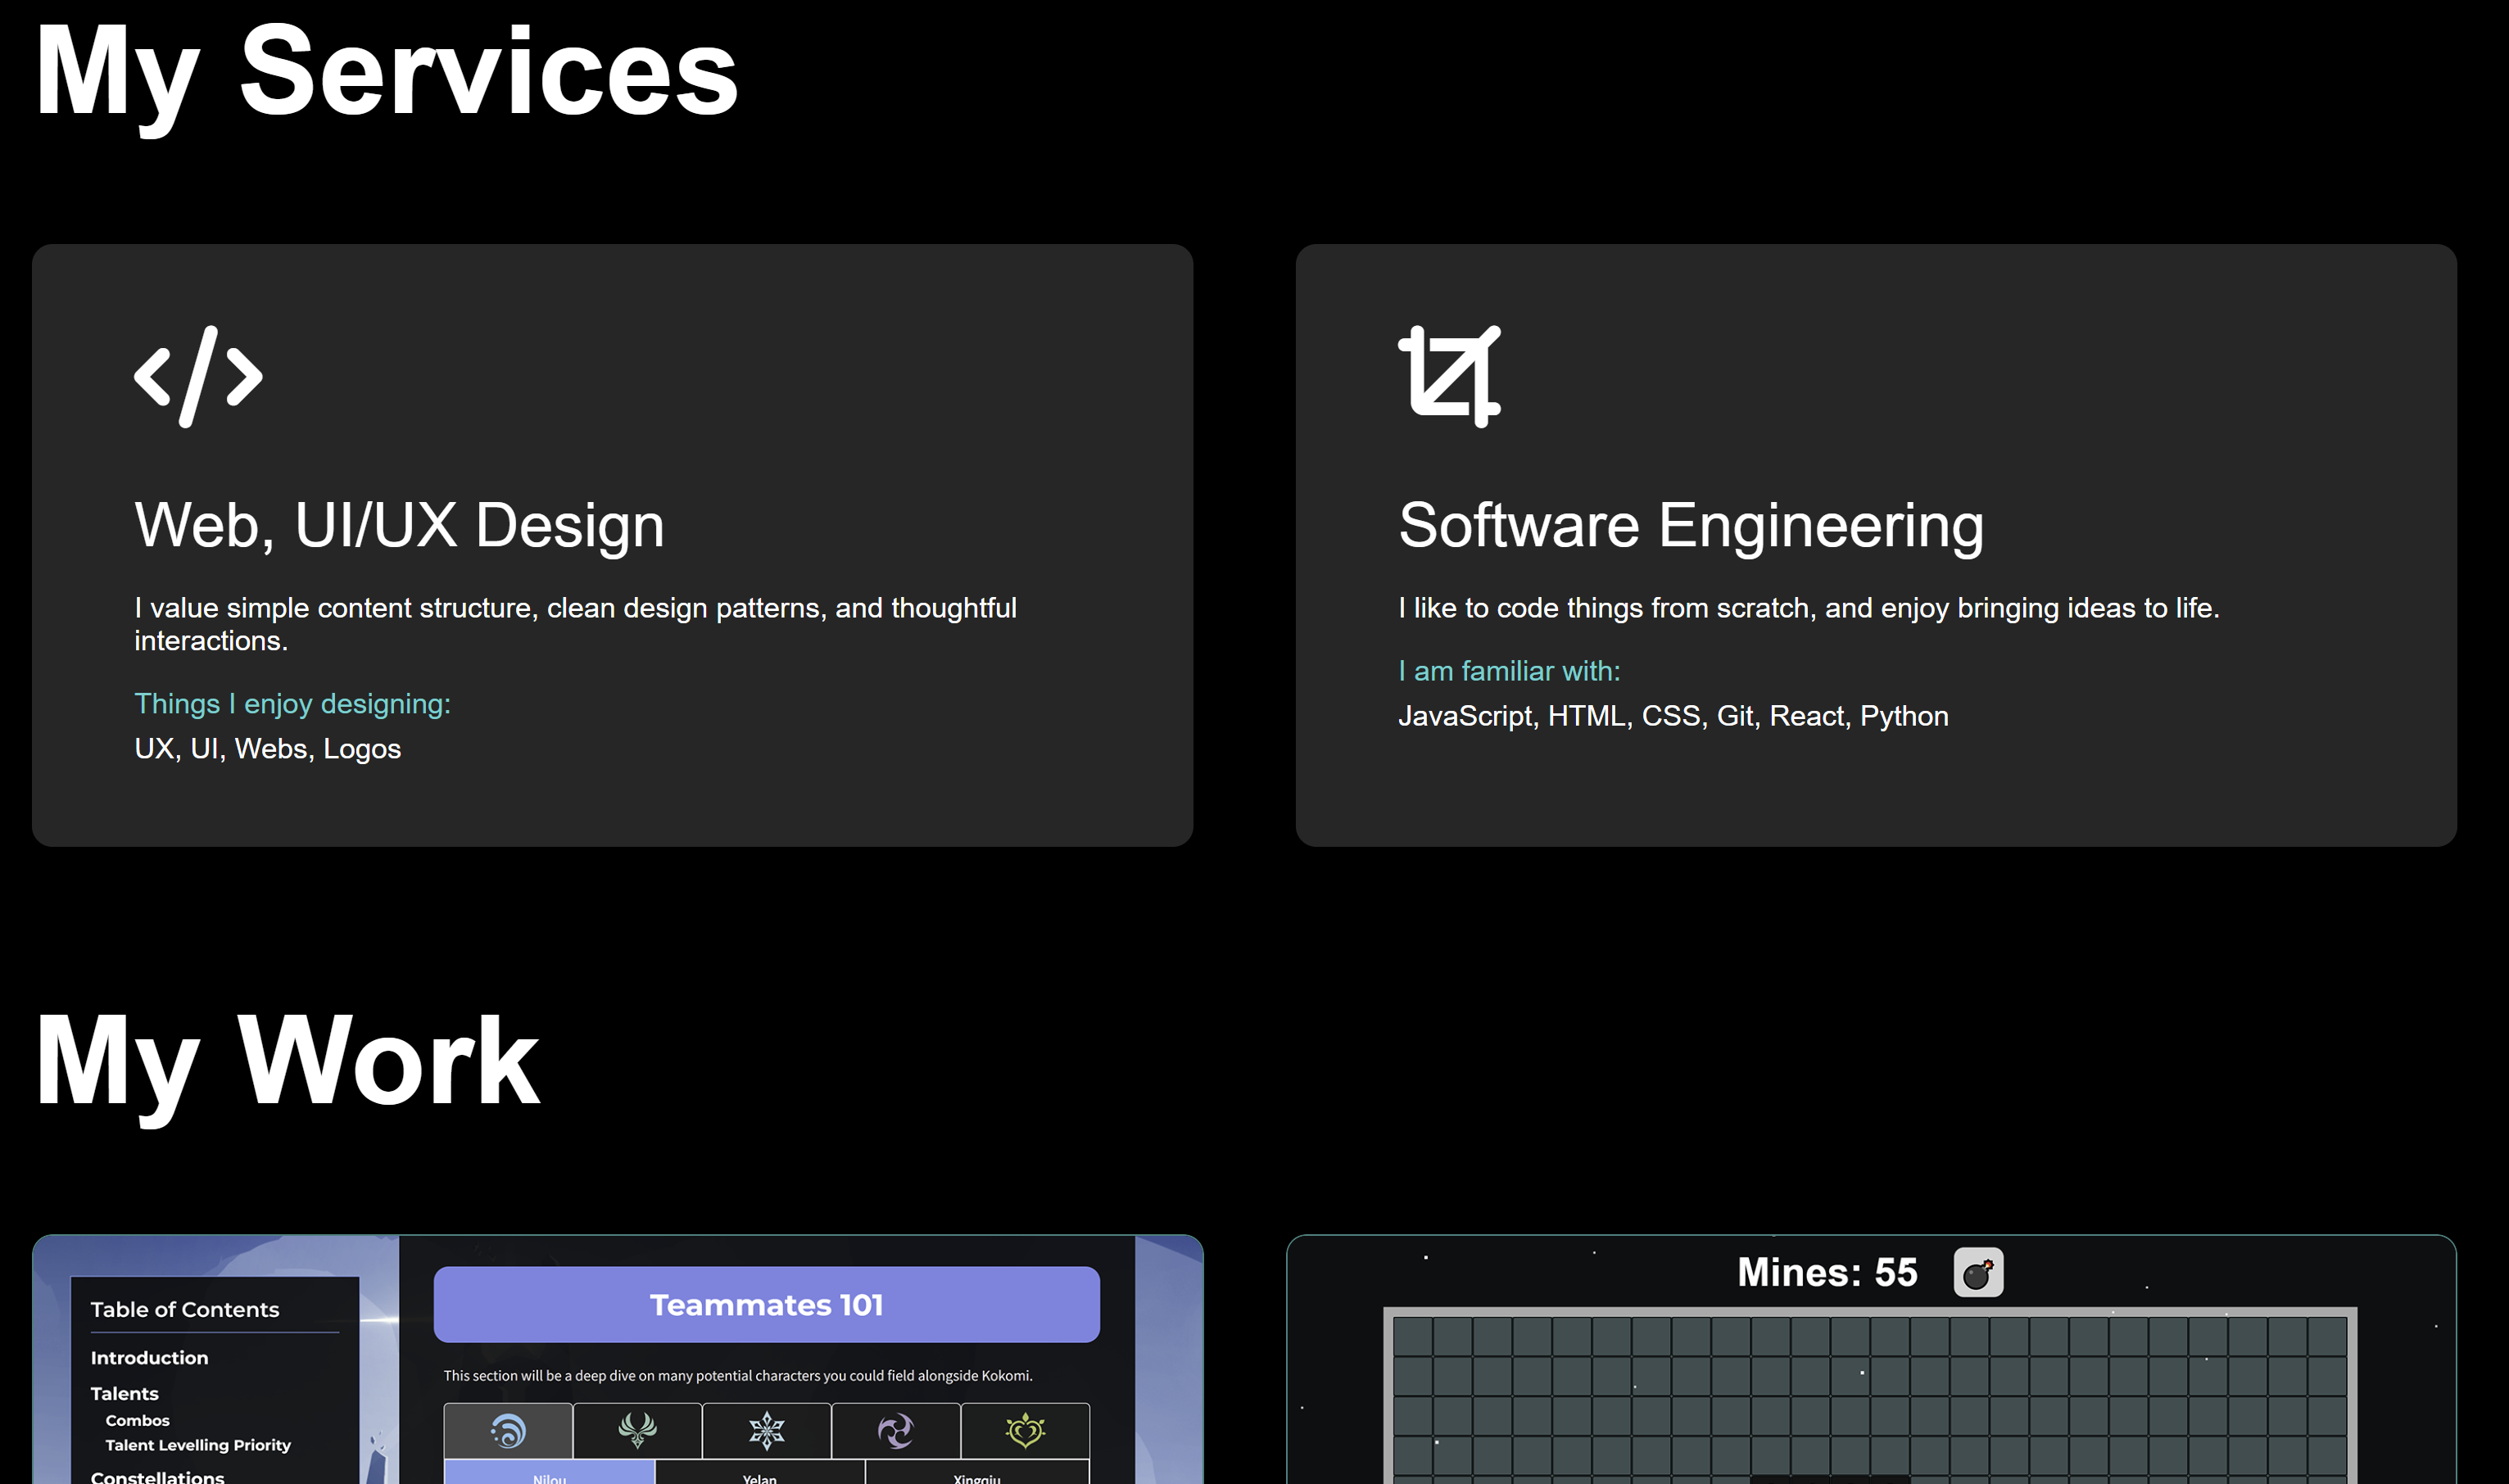 My Services
Web, UI/UX Design
I value simple content structure, clean design patterns, and thoughtful
interactions.
Things I enjoy designing:
UX, UI, Webs, Logos
Software Engineering
I like to code things from scratch, and enjoy bringing ideas to life.
I am familiar with:
JavaScript, HTML, CSS, Git, React, Python
My Work
Table of Contents
Introduction
Talents
Combos
Talent Levelling Priority
Constellations
Teammates 101
This section will be a deep dive on many potential characters you could field alongside Kokomi.
Nilou
Yelan
Xingqiu
Mines: 55